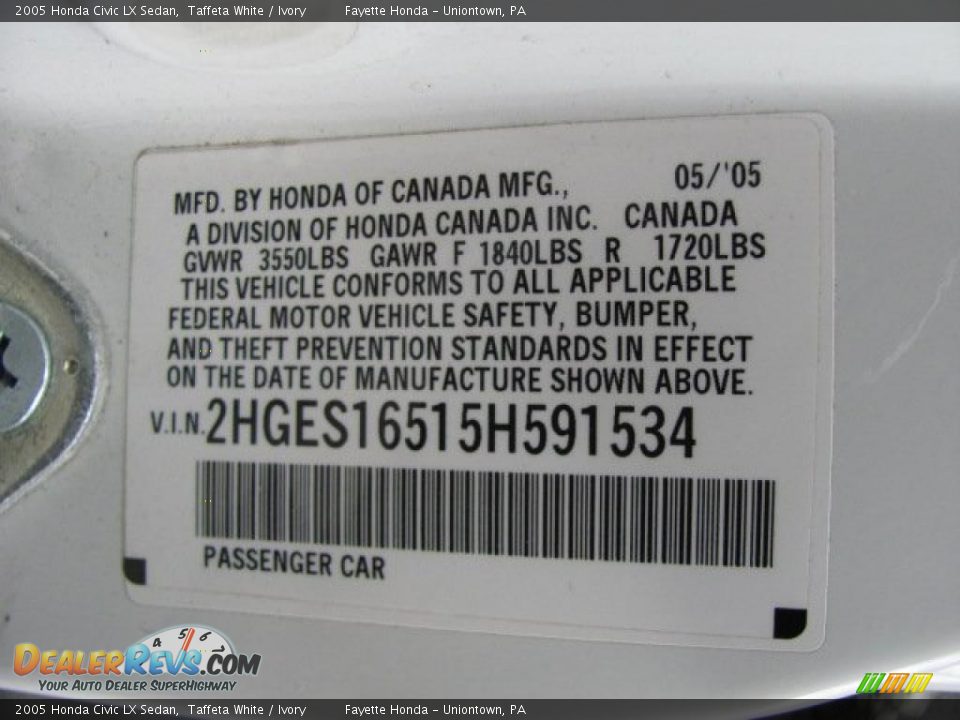 2005 Honda Civic LX Sedan, Taffeta White / Ivory Fayette Honda - Uniontown, PA
MFD. BY HONDA OF CANADA MFG., 05/'05
A DIVISION OF HONDA CANADA INC. CANADA
GVWR 3550LBS GAWR F 1840LBS R 1720LBS
THIS VEHICLE CONFORMS TO ALL APPLICABLE
FEDERAL MOTOR VEHICLE SAFETY, BUMPER,
AND THEFT PREVENTION STANDARDS IN EFFECT
ON THE DATE OF MANUFACTURE SHOWN ABOVE.
V.I.N. 2HGES16515H591534
PASSENGER CAR
4 5 6 7
DEALERREVS.COM
YOUR AUTO DEALER SUPERHIGHWAY
2005 Honda Civic LX Sedan, Taffeta White / Ivory Fayette Honda - Uniontown, PA